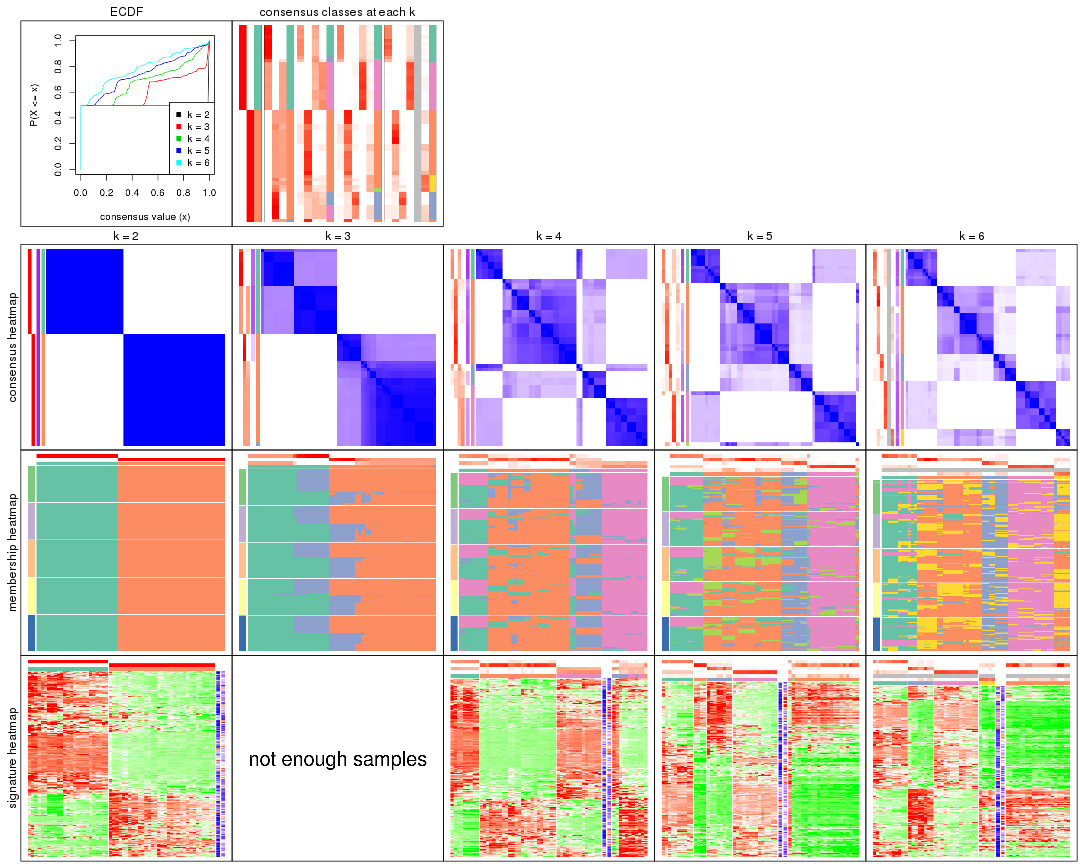 ECDF
consensus classes at each k
P(X <= x)
0.0 0.2 0.4 0.6 0.8 1.0
k = 2
k = 3
k = 4
k = 5
k = 6
0.0 0.2 0.4 0.6 0.8 1.0
consensus value (x)
k = 2 k = 3 k = 4 k = 5 k = 6
consensus heatmap
membership heatmap
signature heatmap
not enough samples